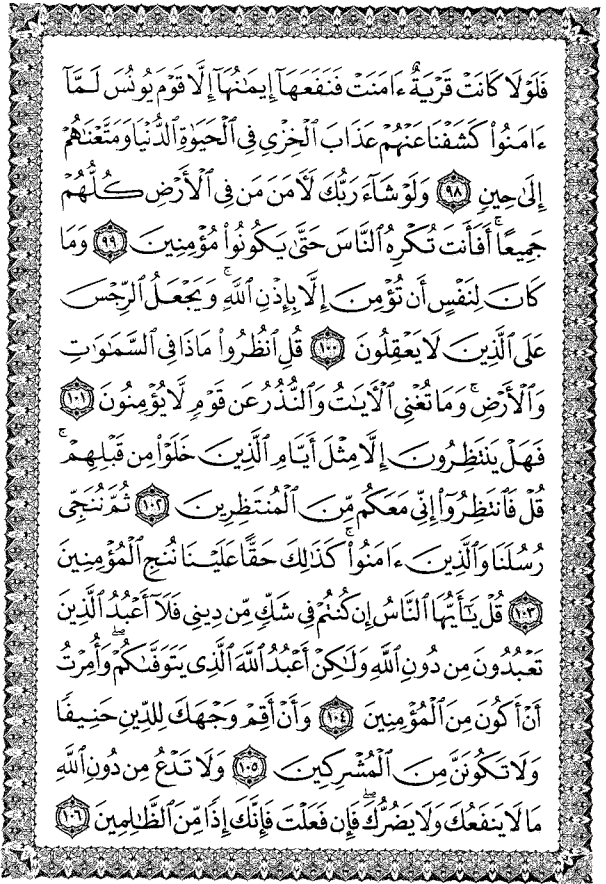 فَلَوۡلَا كَانَتۡ قَرۡيَةٌ ءَامَنَتۡ فَنَفَعَهَآ إِيمَٰنُهَآ إِلَّا قَوۡمَ يُونُسَ لَمَّآ
ءَامَنُواْ كَشَفۡنَا عَنۡهُمۡ عَذَابَ ٱلۡخِزۡيِ فِي ٱلۡحَيَوٰةِ ٱلدُّنۡيَا وَمَتَّعۡنَٰهُمۡ
إِلَىٰ حِينٖ ٩٨ وَلَوۡ شَآءَ رَبُّكَ لَأٓمَنَ مَن فِي ٱلۡأَرۡضِ كُلُّهُمۡ
جَمِيعًاۚ أَفَأَنتَ تُكۡرِهُ ٱلنَّاسَ حَتَّىٰ يَكُونُواْ مُؤۡمِنِينَ ٩٩ وَمَا
كَانَ لِنَفۡسٍ أَن تُؤۡمِنَ إِلَّا بِإِذۡنِ ٱللَّهِۚ وَيَجۡعَلُ ٱلرِّجۡسَ
عَلَى ٱلَّذِينَ لَا يَعۡقِلُونَ ١٠٠ قُلِ ٱنظُرُواْ مَاذَا فِي ٱلسَّمَٰوَٰتِ
وَٱلۡأَرۡضِۚ وَمَا تُغۡنِي ٱلۡأٓيَٰتُ وَٱلنُّذُرُ عَن قَوۡمٖ لَّا يُؤۡمِنُونَ ١٠١
فَهَلۡ يَنتَظِرُونَ إِلَّا مِثۡلَ أَيَّامِ ٱلَّذِينَ خَلَوۡاْ مِن قَبۡلِهِمۡۚ
قُلۡ فَٱنتَظِرُوٓاْ إِنِّي مَعَكُم مِّنَ ٱلۡمُنتَظِرِينَ ١٠٢ ثُمَّ نُنَجِّي
رُسُلَنَا وَٱلَّذِينَ ءَامَنُواْۚ كَذَٰلِكَ حَقًّا عَلَيۡنَا نُنجِ ٱلۡمُؤۡمِنِينَ
١٠٣ قُلۡ يَٰٓأَيُّهَا ٱلنَّاسُ إِن كُنتُمۡ فِي شَكّٖ مِّن دِينِي فَلَآ أَعۡبُدُ ٱلَّذِينَ
تَعۡبُدُونَ مِن دُونِ ٱللَّهِ وَلَٰكِنۡ أَعۡبُدُ ٱللَّهَ ٱلَّذِي يَتَوَفَّىٰكُمۡۖ وَأُمِرۡتُ
أَنۡ أَكُونَ مِنَ ٱلۡمُؤۡمِنِينَ ١٠٤ وَأَنۡ أَقِمۡ وَجۡهَكَ لِلدِّينِ حَنِيفٗا
وَلَا تَكُونَنَّ مِنَ ٱلۡمُشۡرِكِينَ ١٠٥ وَلَا تَدۡعُ مِن دُونِ ٱللَّهِ
مَا لَا يَنفَعُكَ وَلَا يَضُرُّكَۖ فَإِن فَعَلۡتَ فَإِنَّكَ إِذٗا مِّنَ ٱلظَّٰلِمِينَ ١٠٦